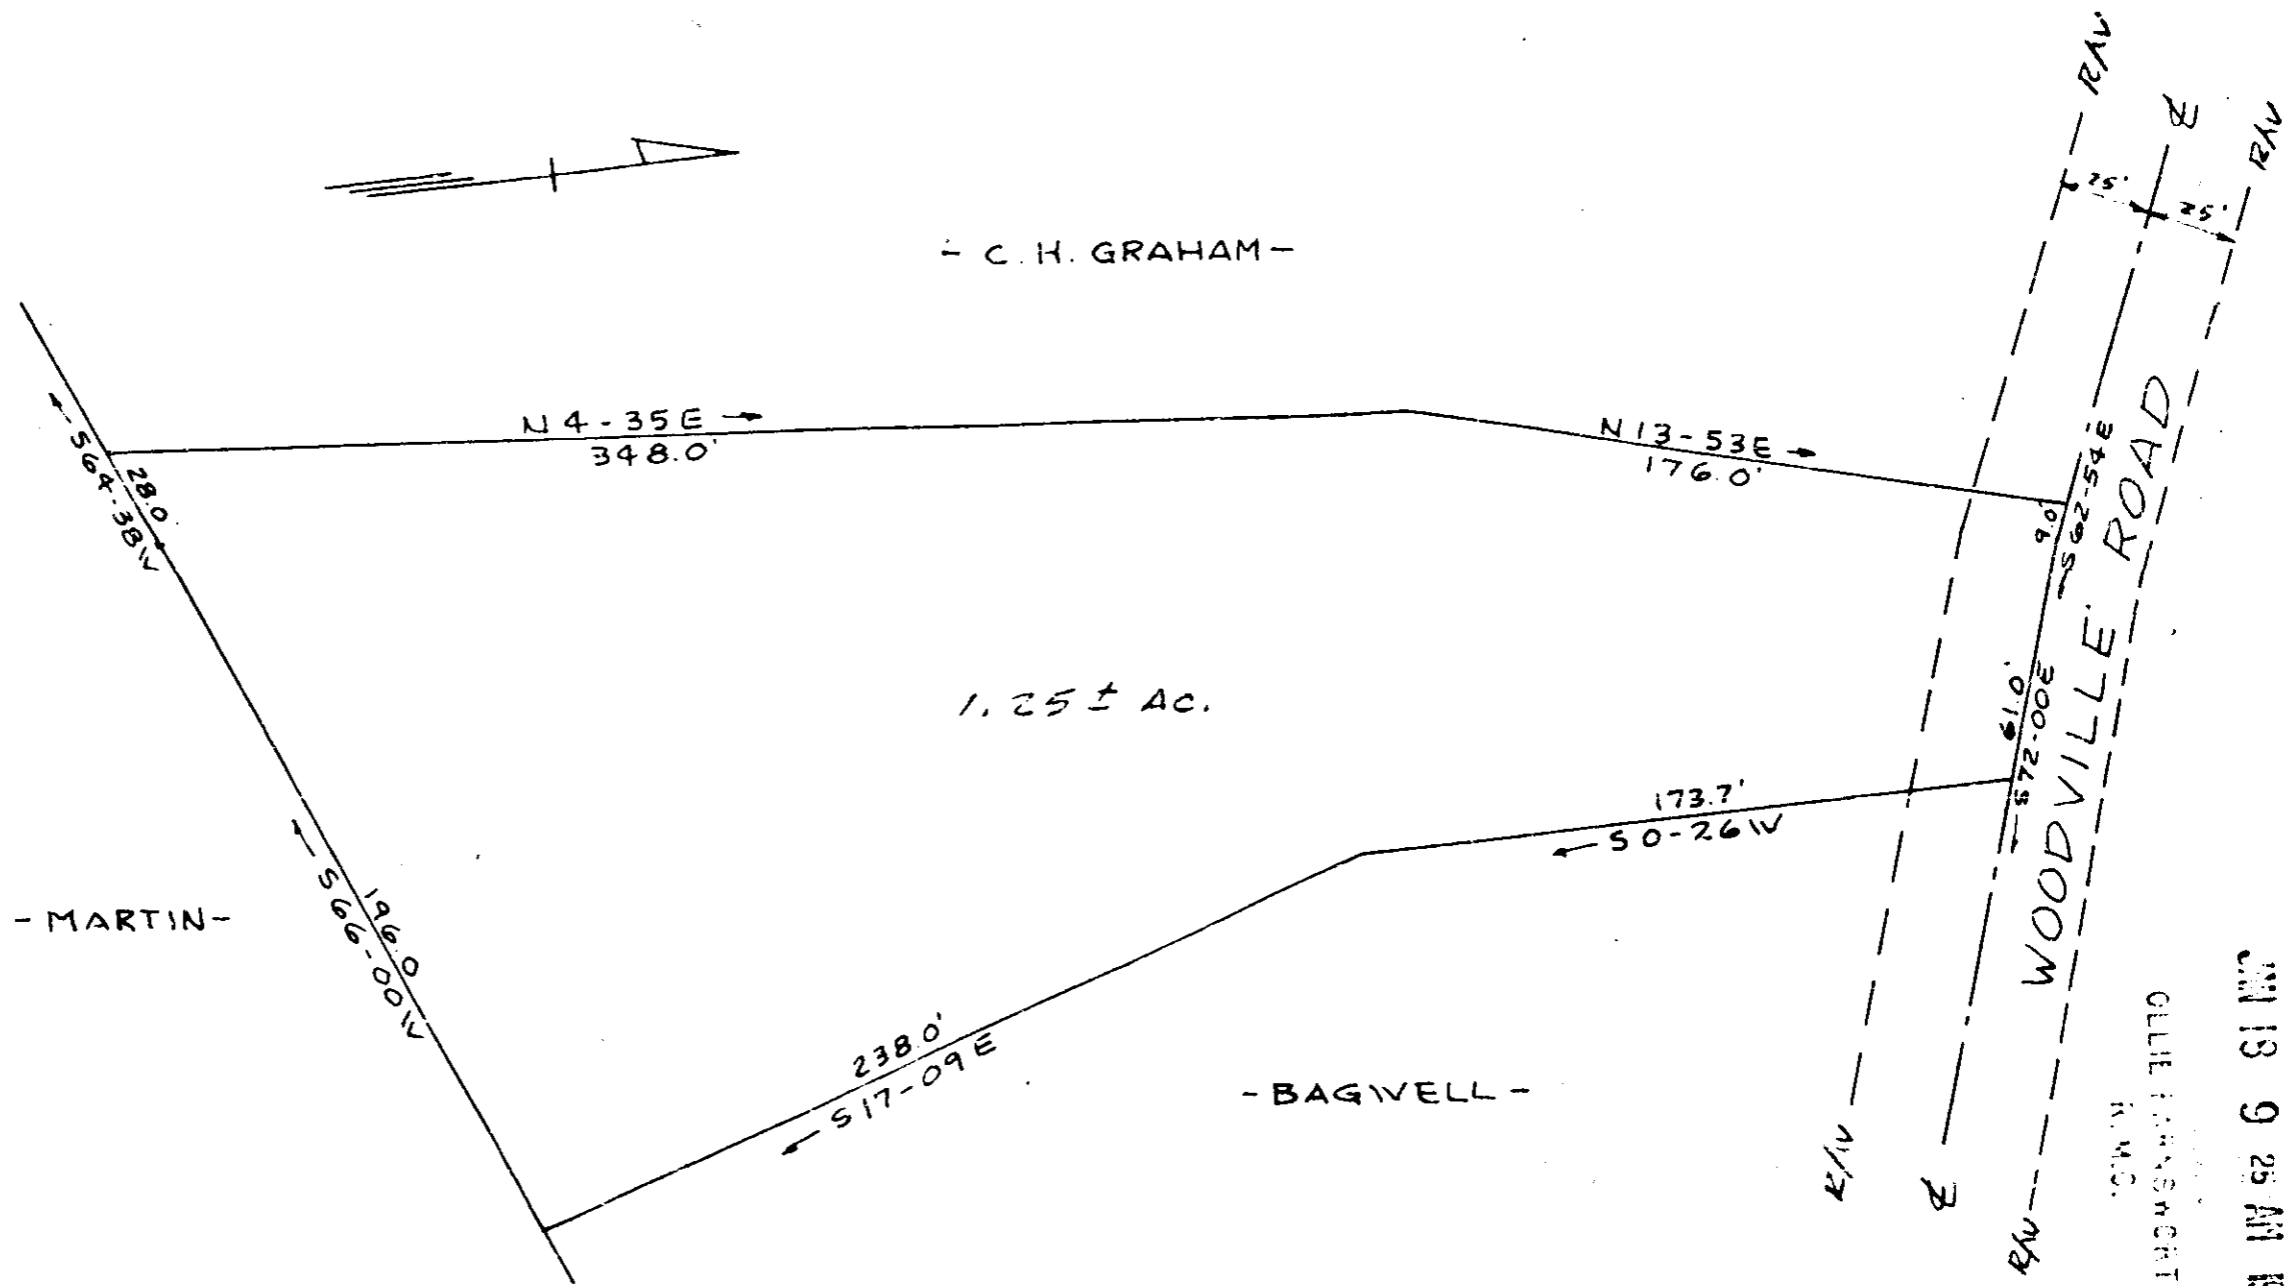 R/W
℄
R/W
25'
25'
- C. H. GRAHAM -
N 4 - 35 E
348.0'
N 13 - 53 E
176.0'
28.0
S 64 - 38 W
9.0'
S 62 - 54 E
61.0'
S 72 - 00 E
WOODVILLE ROAD
1.25 ± AC.
173.7'
S 0 - 26 W
196.0
S 66 - 00 W
- MARTIN -
238.0'
S 17 - 09 E
- BAGWELL -
R/W
℄
R/W
JUN 13 9 25 AM
OLLIE
R.M.C.